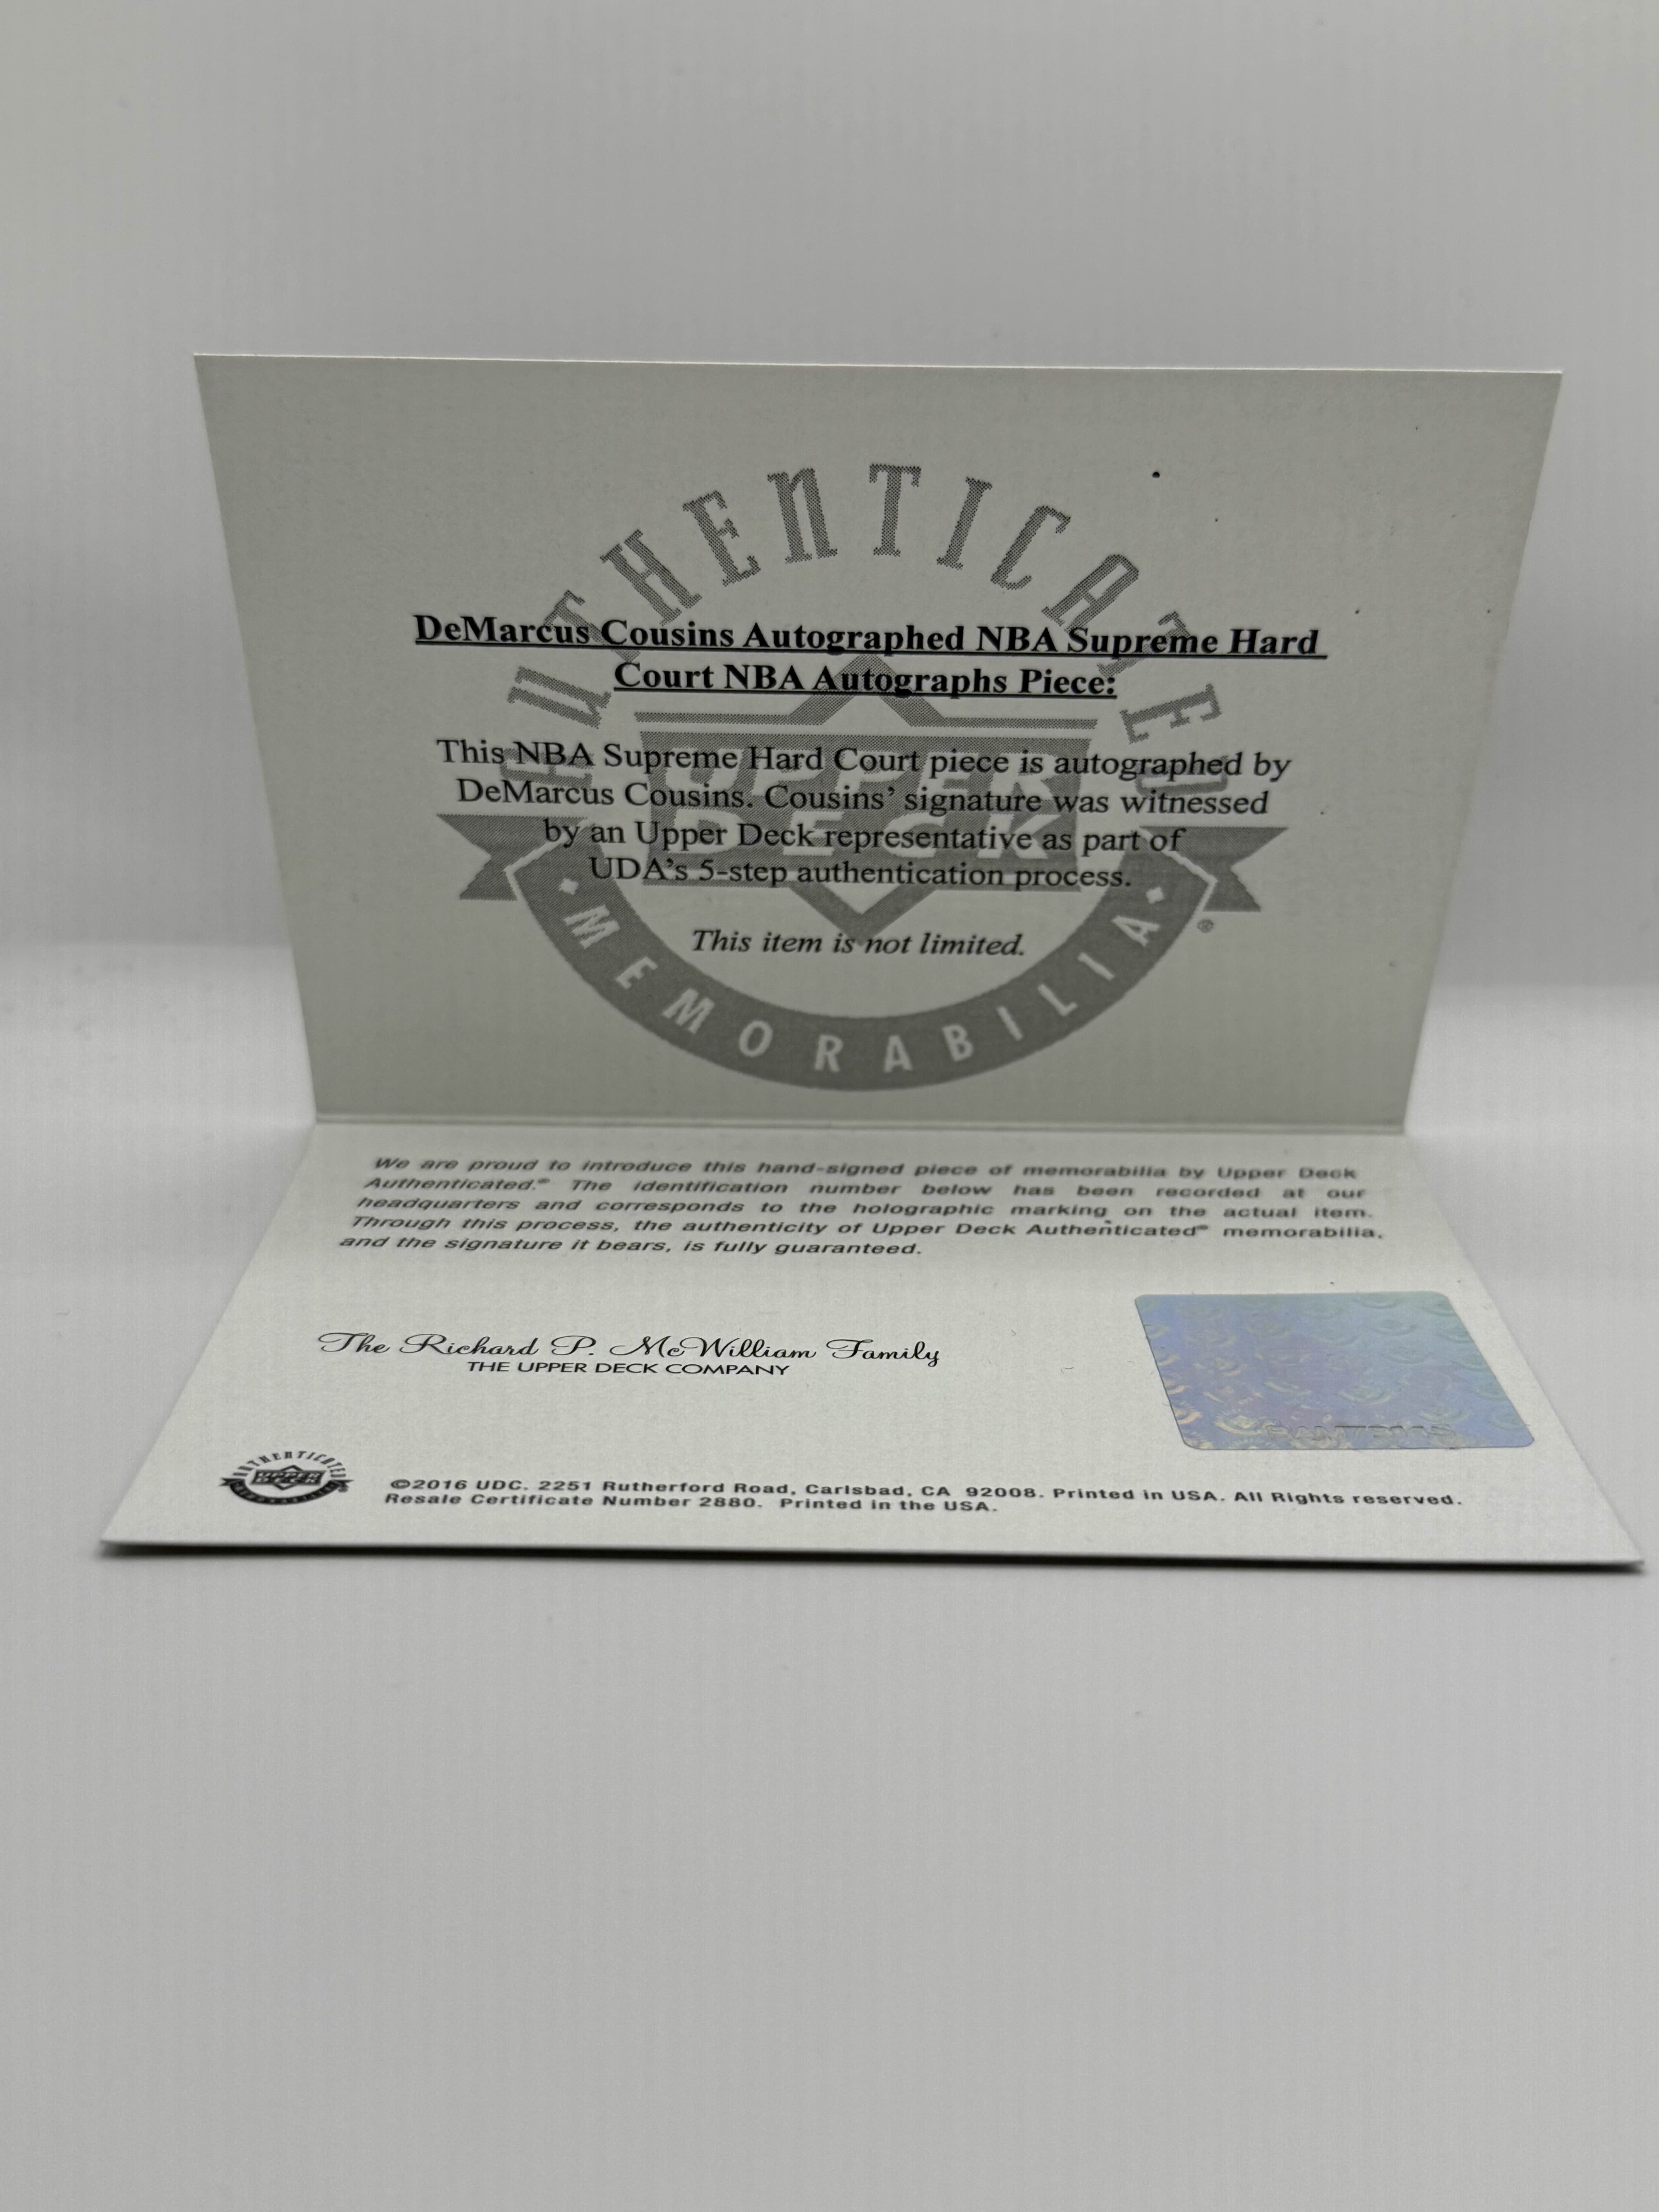 AUTHENTICATED
DeMarcus Cousins Autographed NBA Supreme Hard
Court NBA Autographs Piece:
This NBA Supreme Hard Court piece is autographed by
DeMarcus Cousins. Cousins’ signature was witnessed
by an Upper Deck representative as part of
UDA’s 5-step authentication process.
This item is not limited.
DECK
MEMORABILIA
®
We are proud to introduce this hand-signed piece of memorabilia by Upper Deck
Authenticated.® The identification number below has been recorded at our
headquarters and corresponds to the holographic marking on the actual item.
Through this process, the authenticity of Upper Deck Authenticated® memorabilia,
and the signature it bears, is fully guaranteed.
The Richard P. McWilliam Family
THE UPPER DECK COMPANY
AUTHENTICATED
UPPER
©2016 UDC. 2251 Rutherford Road, Carlsbad, CA 92008. Printed in USA. All Rights reserved.
Resale Certificate Number 2880. Printed in the USA.